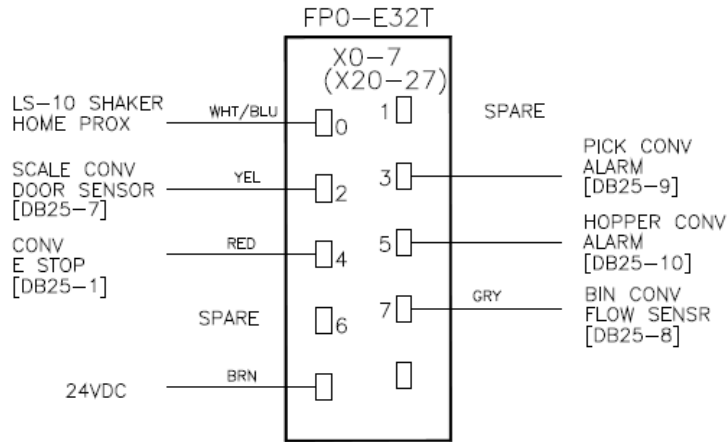 FP0-E32T
X0-7
(X20-27)
LS-10 SHAKER
HOME PROX
WHT/BLU
0
1
SPARE
SCALE CONV
DOOR SENSOR
[DB25-7]
YEL
2
3
PICK CONV
ALARM
[DB25-9]
CONV
E STOP
[DB25-1]
RED
4
5
HOPPER CONV
ALARM
[DB25-10]
SPARE
6
7
GRY
BIN CONV
FLOW SENSR
[DB25-8]
24VDC
BRN